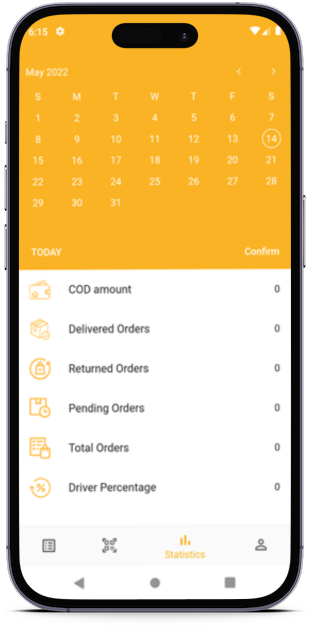 6:15
May 2022
S M T W T F S
1 2 3 4 5 6 7
8 9 10 11 12 13 14
15 16 17 18 19 20 21
22 23 24 25 26 27 28
29 30 31
TODAY Confirm
COD amount 0
Delivered Orders 0
Returned Orders 0
Pending Orders 0
Total Orders 0
Driver Percentage 0
Statistics